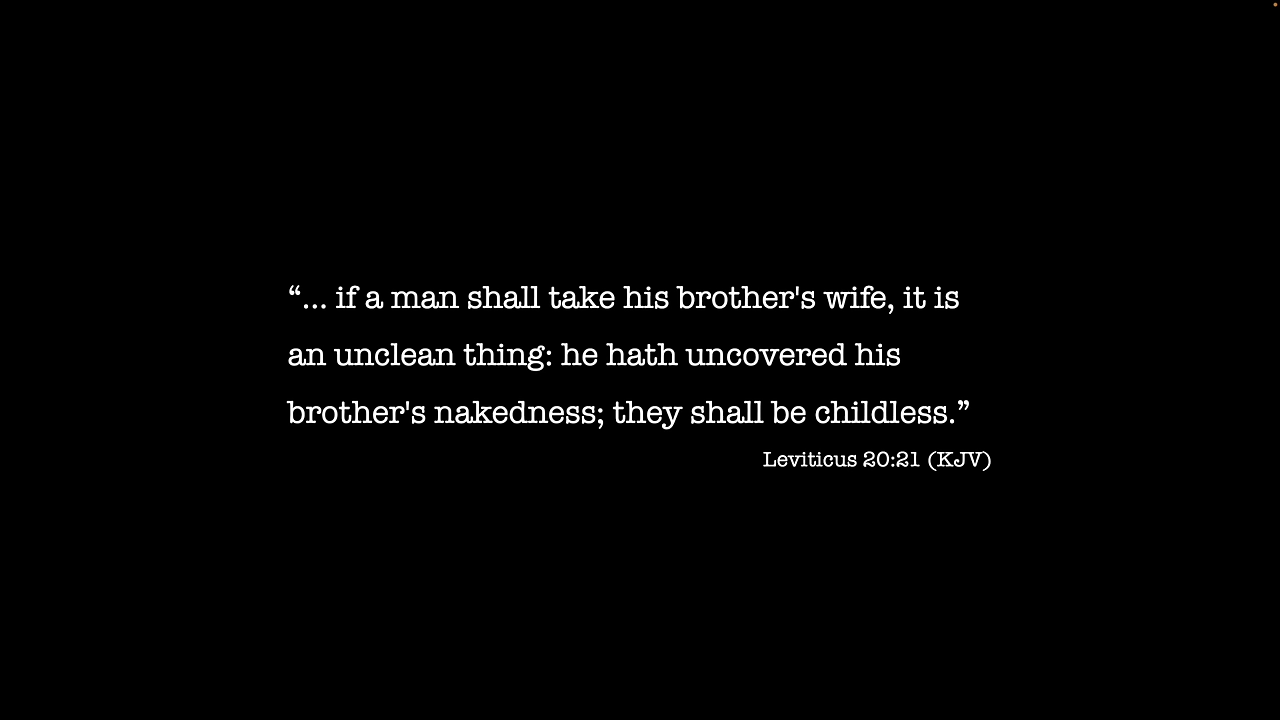 “... if a man shall take his brother's wife, it is
an unclean thing: he hath uncovered his
brother's nakedness; they shall be childless.”
Leviticus 20:21 (KJV)